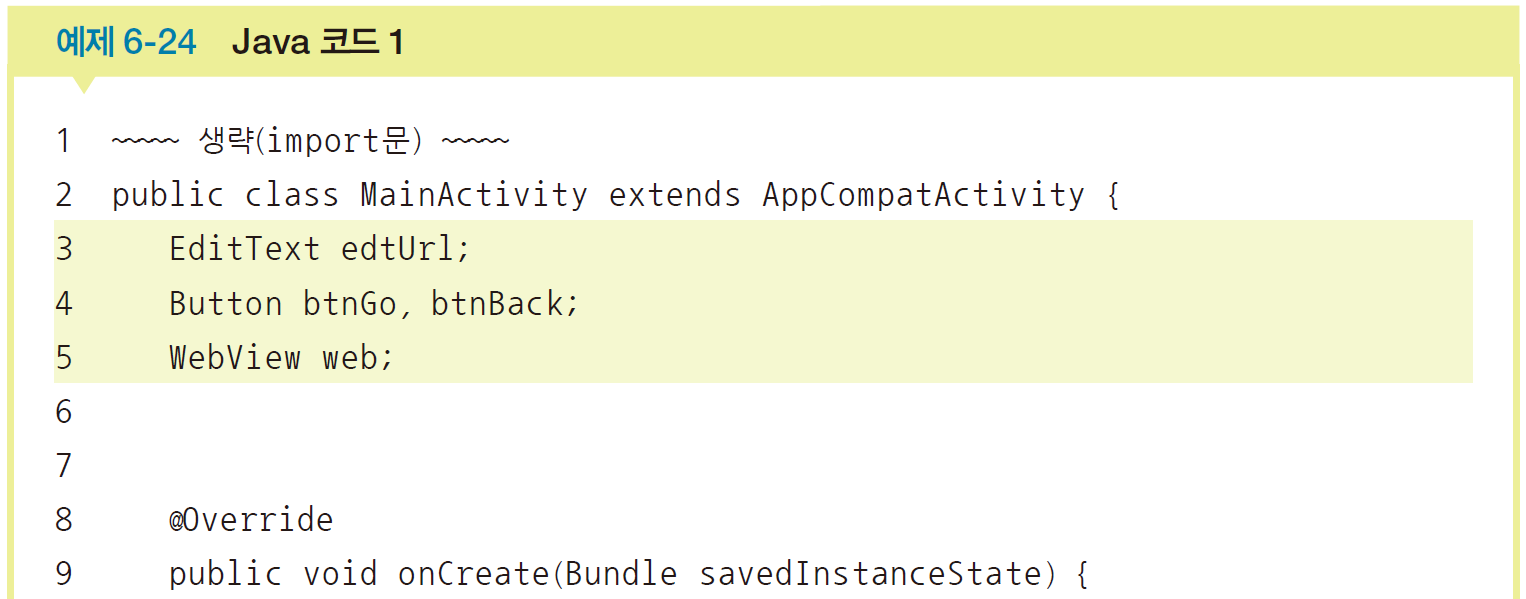 예제 6-24 Java 코드 1
1 ~~~~~ 생략(import문) ~~~~~
2 public class MainActivity extends AppCompatActivity {
3 EditText edtUrl;
4 Button btnGo, btnBack;
5 WebView web;
6
7
8 @Override
9 public void onCreate(Bundle savedInstanceState) {